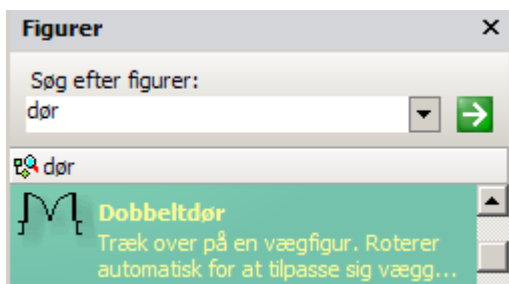 Figurer
Søg efter figurer:
dør
dør
Dobbeltdør
Træk over på en vægfigur. Roterer
automatisk for at tilpasse sig vægg...